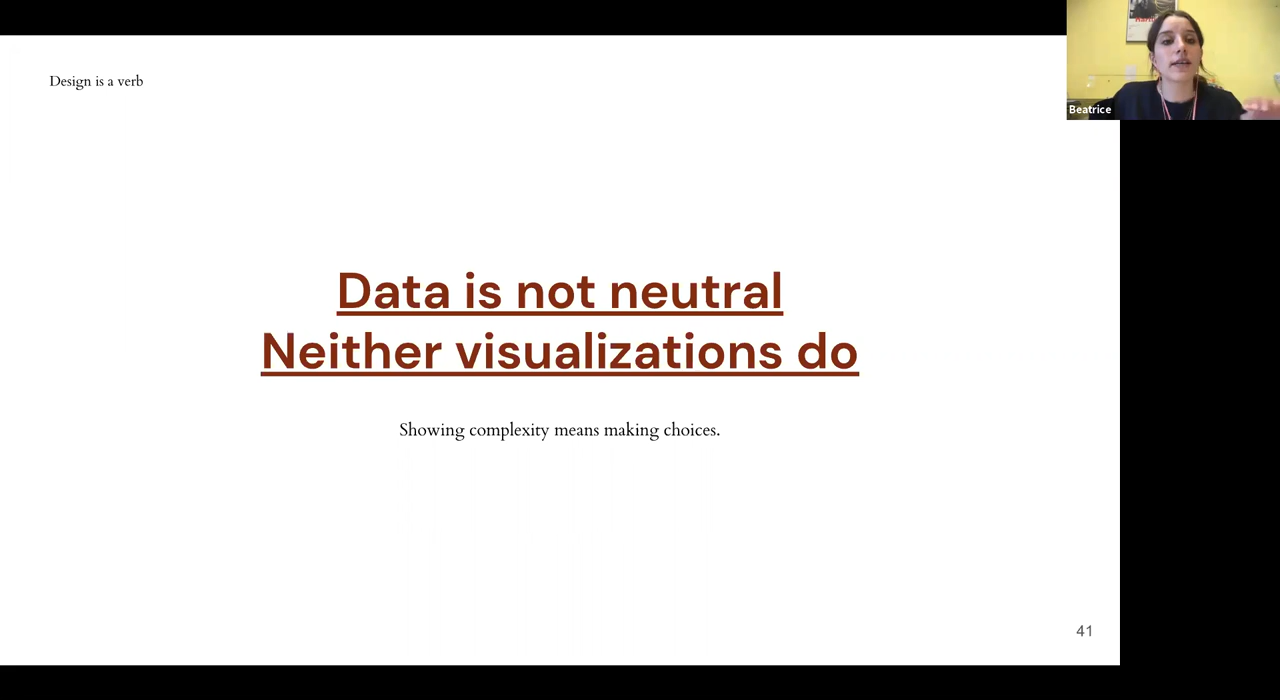 Design is a verb
Beatrice
Data is not neutral
Neither visualizations do
Showing complexity means making choices.
41